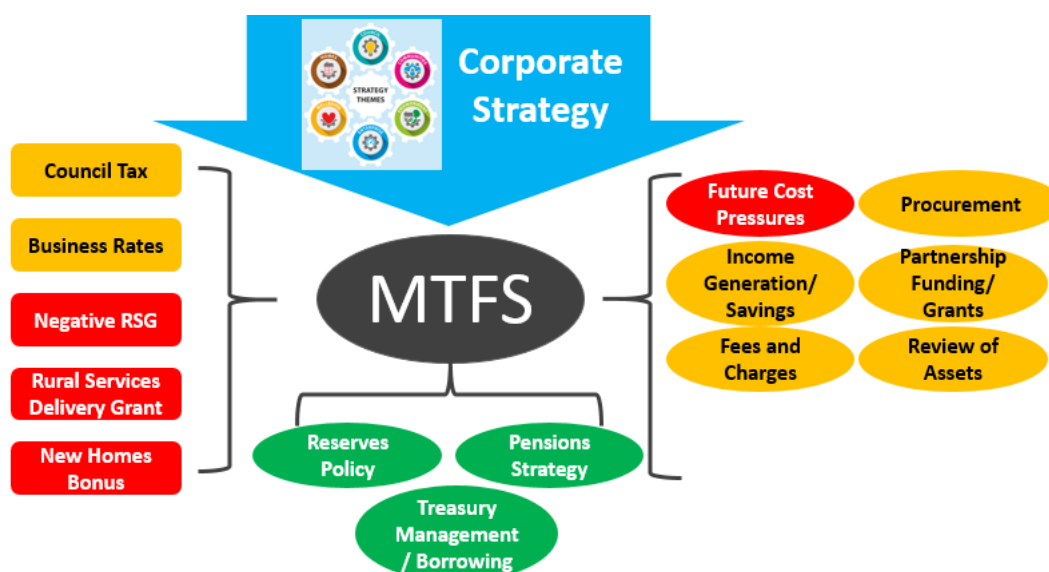 Corporate
Strategy
STRATEGY
THEMES
Council Tax
Business Rates
Negative RSG
Rural Services
Delivery Grant
New Homes
Bonus
MTFS
Reserves
Policy
Pensions
Strategy
Treasury
Management
/ Borrowing
Future Cost
Pressures
Procurement
Income
Generation/
Savings
Partnership
Funding/
Grants
Fees and
Charges
Review of
Assets